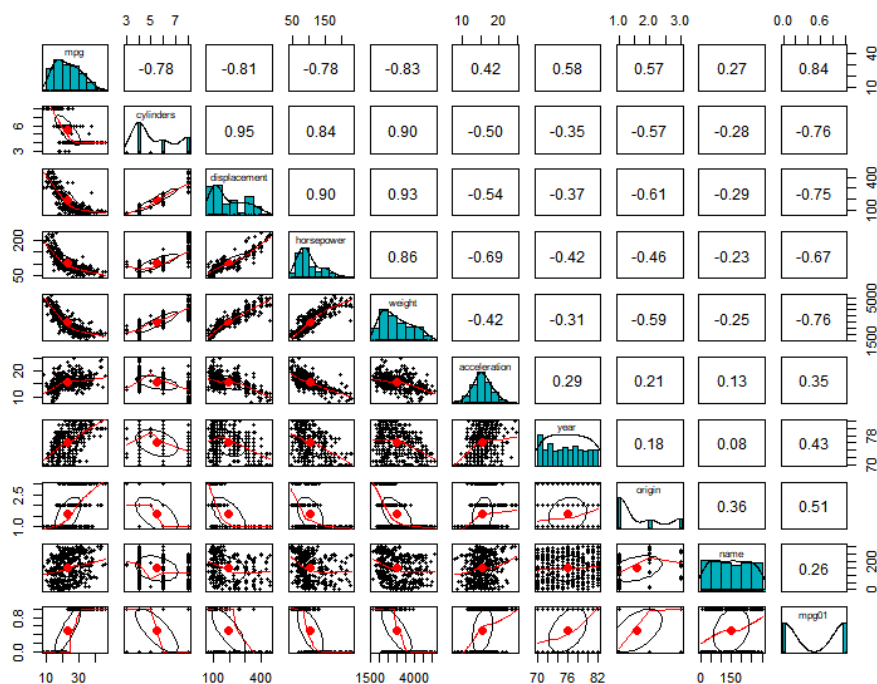 3 5 7 50 150 10 20 1.0 2.0 3.0 0.0 0.6
mpg -0.78 -0.81 -0.78 -0.83 0.42 0.58 0.57 0.27 0.84 10 40
3 6 cylinders 0.95 0.84 0.90 -0.50 -0.35 -0.57 -0.28 -0.76
displacement 0.90 0.93 -0.54 -0.37 -0.61 -0.29 -0.75 100 400
50 200 horsepower 0.86 -0.69 -0.42 -0.46 -0.23 -0.67
weight -0.42 -0.31 -0.59 -0.25 -0.76 1500 5000
10 20 acceleration 0.29 0.21 0.13 0.35
year 0.18 0.08 0.43 70 78
1.0 2.5 origin 0.36 0.51
name 0.26 0 200
0.0 0.8 mpg01
10 30 100 400 1500 4000 70 76 82 0 150